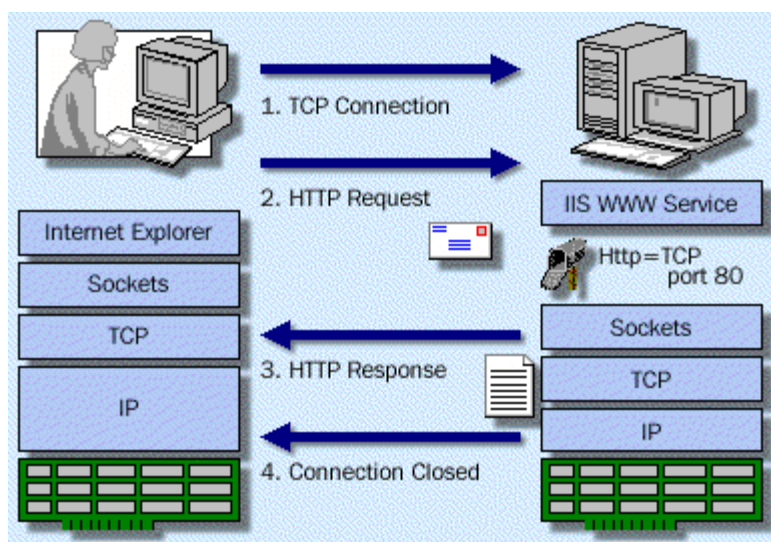 1. TCP Connection
2. HTTP Request
IIS WWW Service
Internet Explorer
Http=TCP
port 80
Sockets
Sockets
TCP
3. HTTP Response
TCP
IP
IP
4. Connection Closed